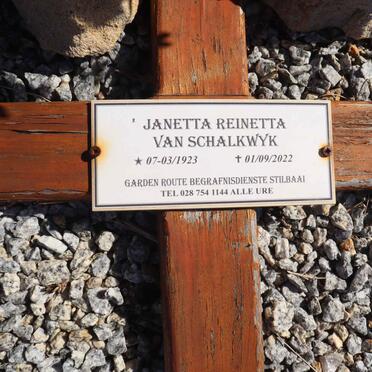 ' JANETTA REINETTA
VAN SCHALKWYK
★ 07-03/1923 ✝ 01/09/2022
GARDEN ROUTE BEGRAFNISDIENSTE STILBAAI
TEL 028 754 1144 ALLE URE